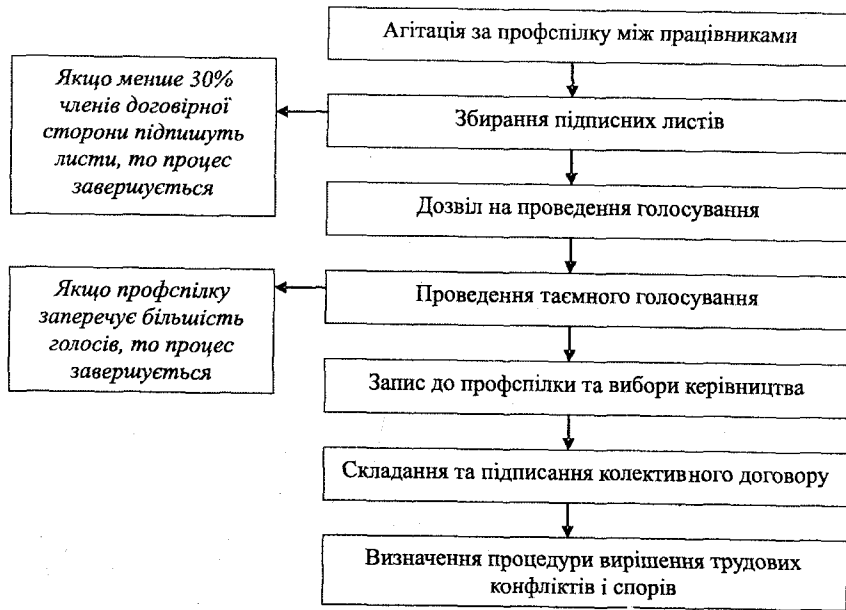 Агітація за профспілку між працівниками
Якщо менше 30%
членів договірної
сторони підпишуть
листи, то процес
завершується
Збирання підписних листів
Дозвіл на проведення голосування
Якщо профспілку
заперечує більшість
голосів, то процес
завершується
Проведення таємного голосування
Запис до профспілки та вибори керівництва
Складання та підписання колективного договору
Визначення процедури вирішення трудових
конфліктів і спорів